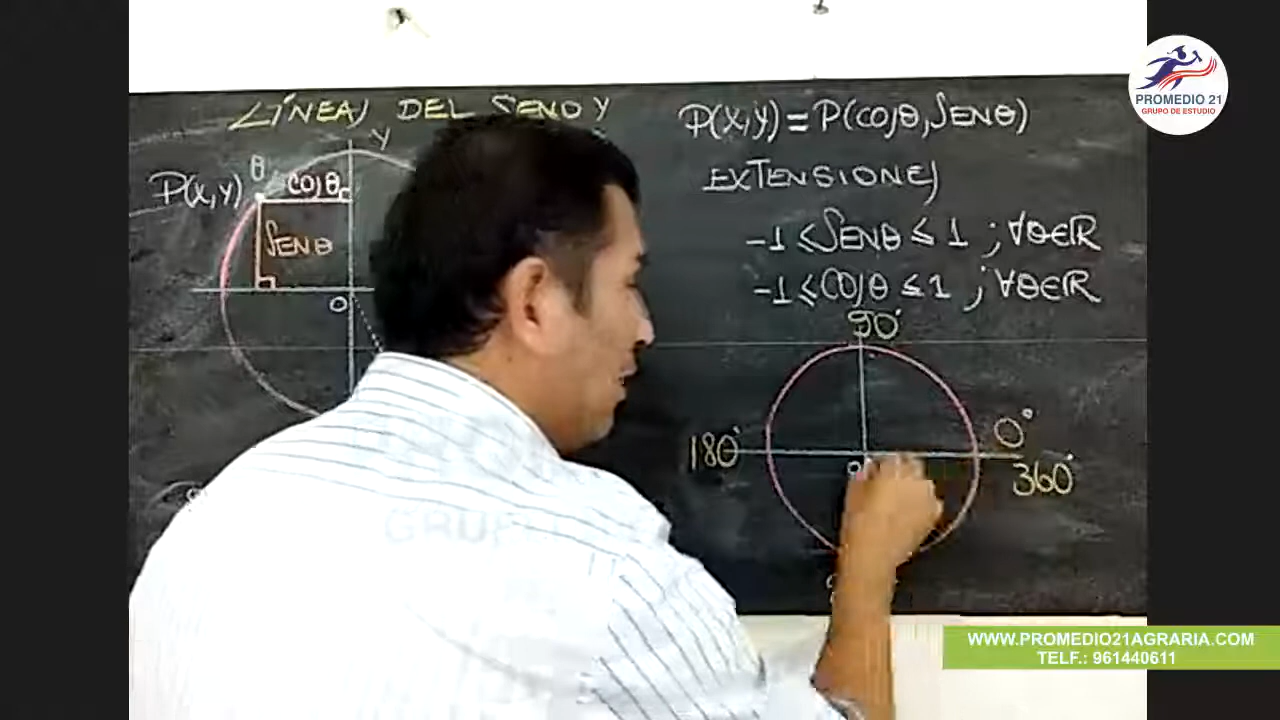 LÍNEAS DEL SENO Y
Y
θ
P(X,Y)
COSθ
SENθ
O
P(X,Y) = P(COSθ, SENθ)
EXTENSIONES
-1 ≤ SENθ ≤ 1 ; ∀θ∈ℝ
-1 ≤ COSθ ≤ 1 ; ∀θ∈ℝ
90°
180°
0°
360°
PROMEDIO 21
GRUPO DE ESTUDIO
GRUPO
WWW.PROMEDIO21AGRARIA.COM
TELF.: 961440611